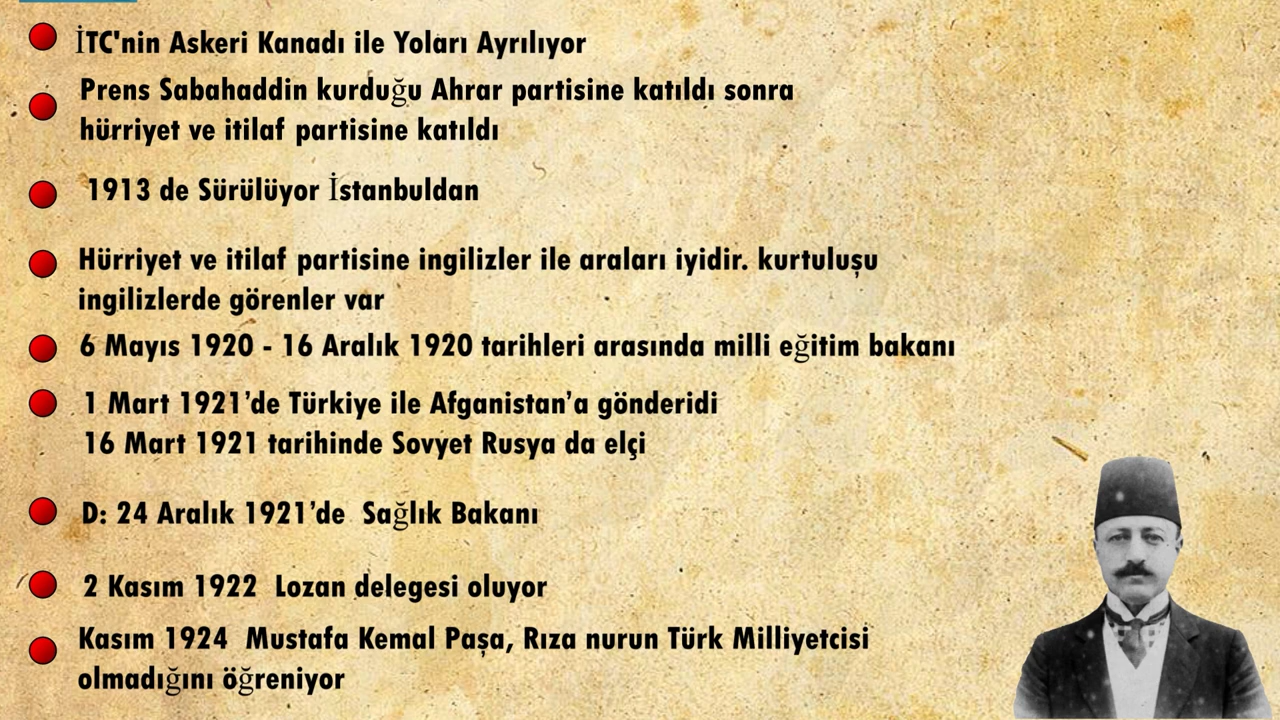 İTC'nin Askeri Kanadı ile Yoları Ayrılıyor
Prens Sabahaddin kurduğu Ahrar partisine katıldı sonra
hürriyet ve itilaf partisine katıldı
1913 de Sürülüyor İstanbuldan
Hürriyet ve itilaf partisine ingilizler ile araları iyidir. kurtuluşu
ingilizlerde görenler var
6 Mayıs 1920 - 16 Aralık 1920 tarihleri arasında milli eğitim bakanı
1 Mart 1921’de Türkiye ile Afganistan’a gönderidi
16 Mart 1921 tarihinde Sovyet Rusya da elçi
D: 24 Aralık 1921’de Sağlık Bakanı
2 Kasım 1922 Lozan delegesi oluyor
Kasım 1924 Mustafa Kemal Paşa, Rıza nurun Türk Milliyetcisi
olmadığını öğreniyor